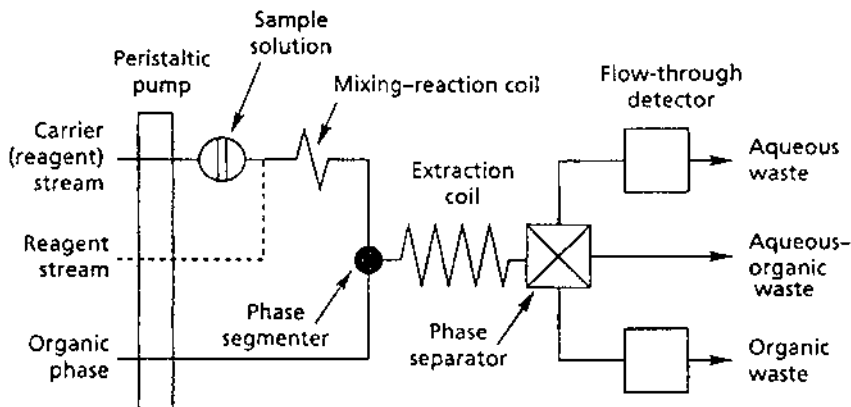 Sample
solution
Peristaltic
pump
Mixing–reaction coil
Flow-through
detector
Carrier
(reagent)
stream
Extraction
coil
Aqueous
waste
Reagent
stream
Aqueous–
organic
waste
Phase
segmenter
Phase
separator
Organic
phase
Organic
waste